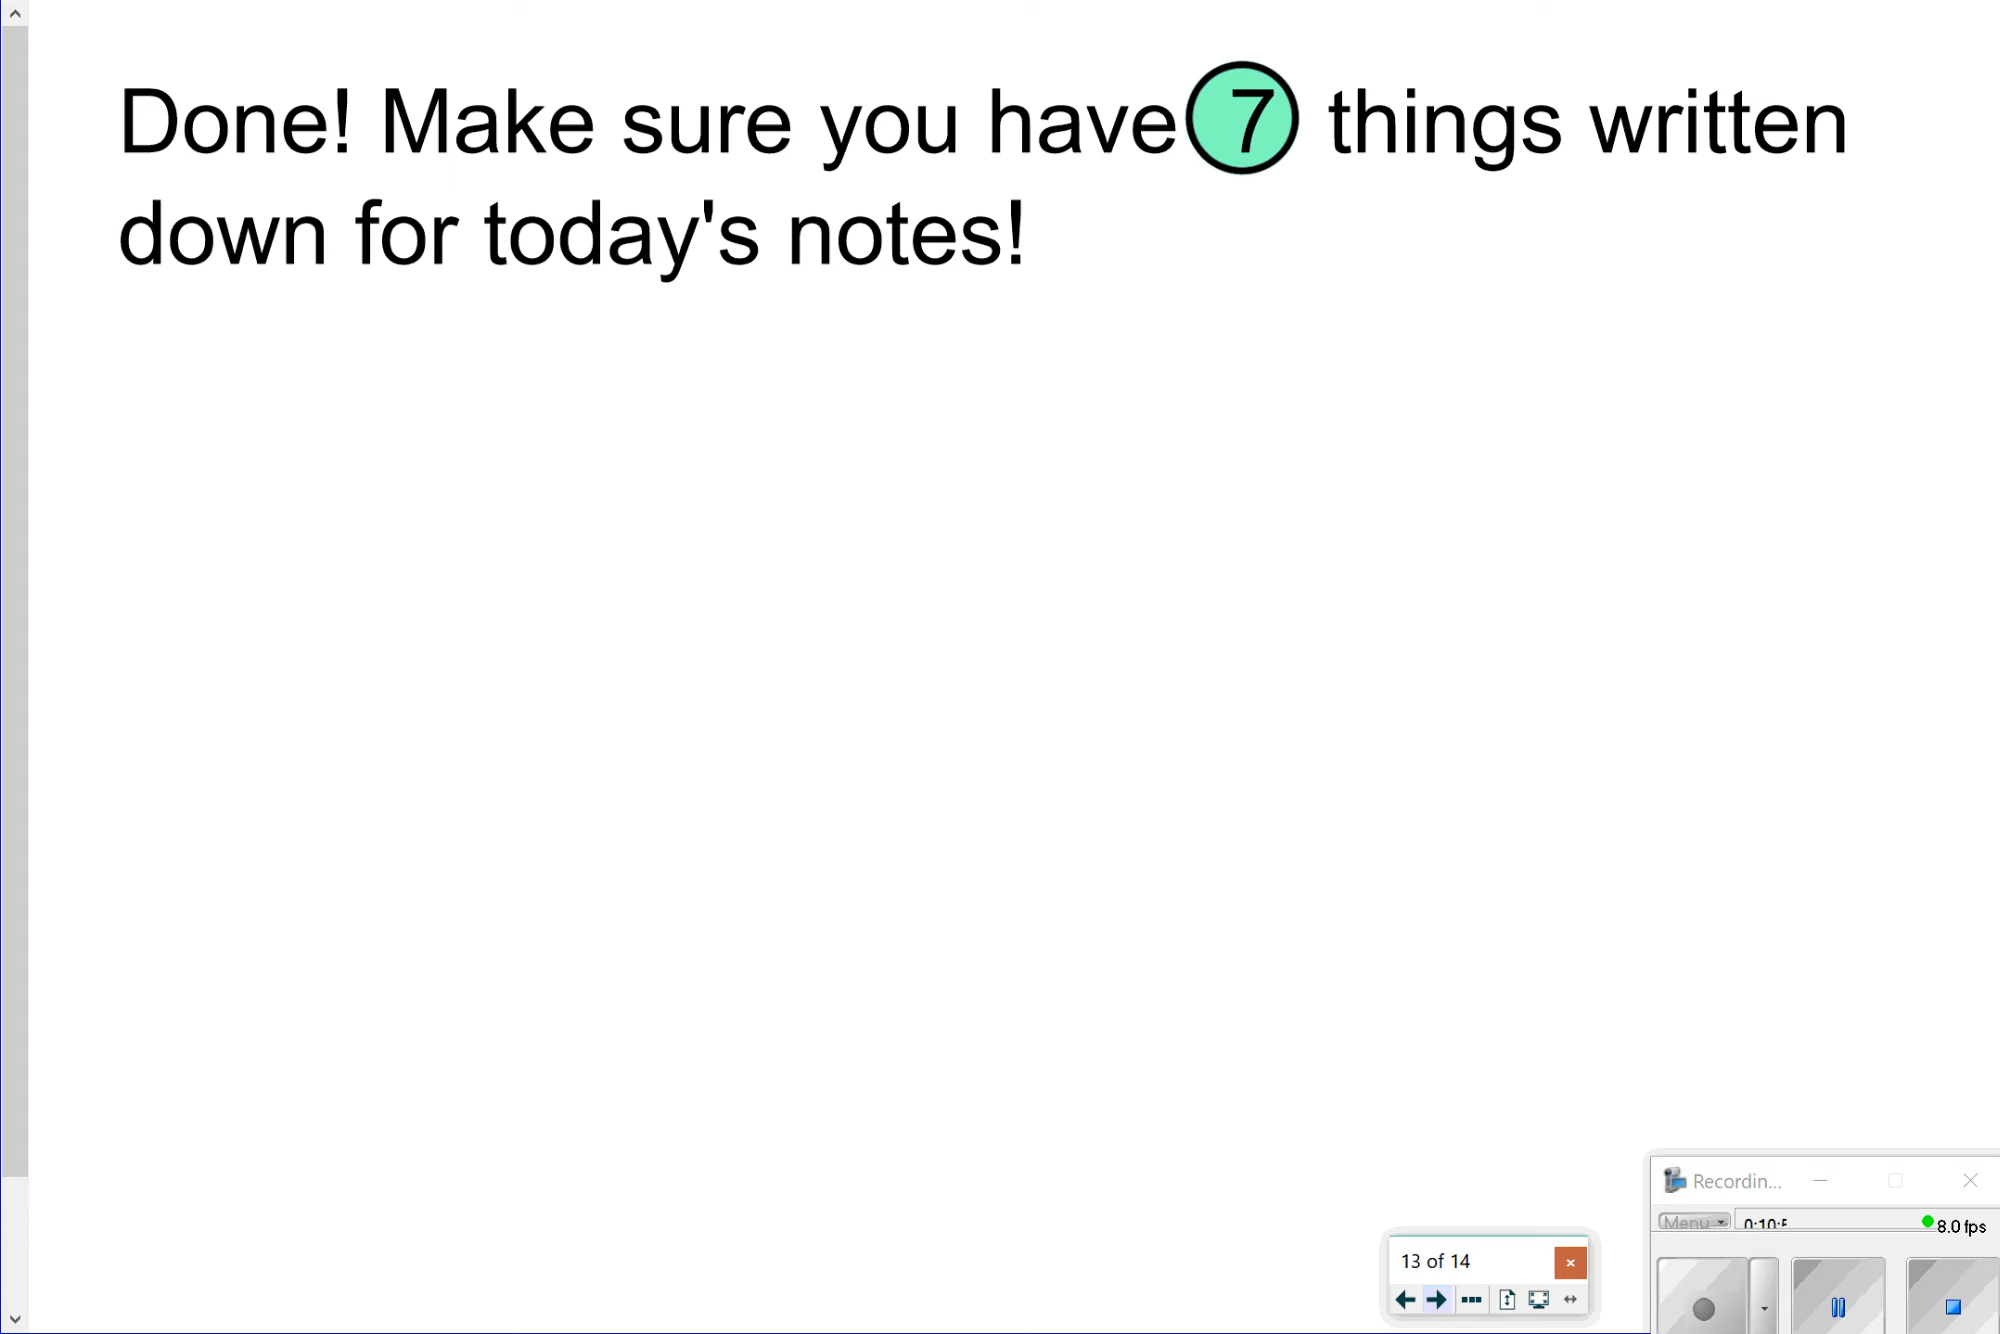 Done! Make sure you have 7 things written
down for today's notes!
Recordin...
Menu
8.0 fps
13 of 14